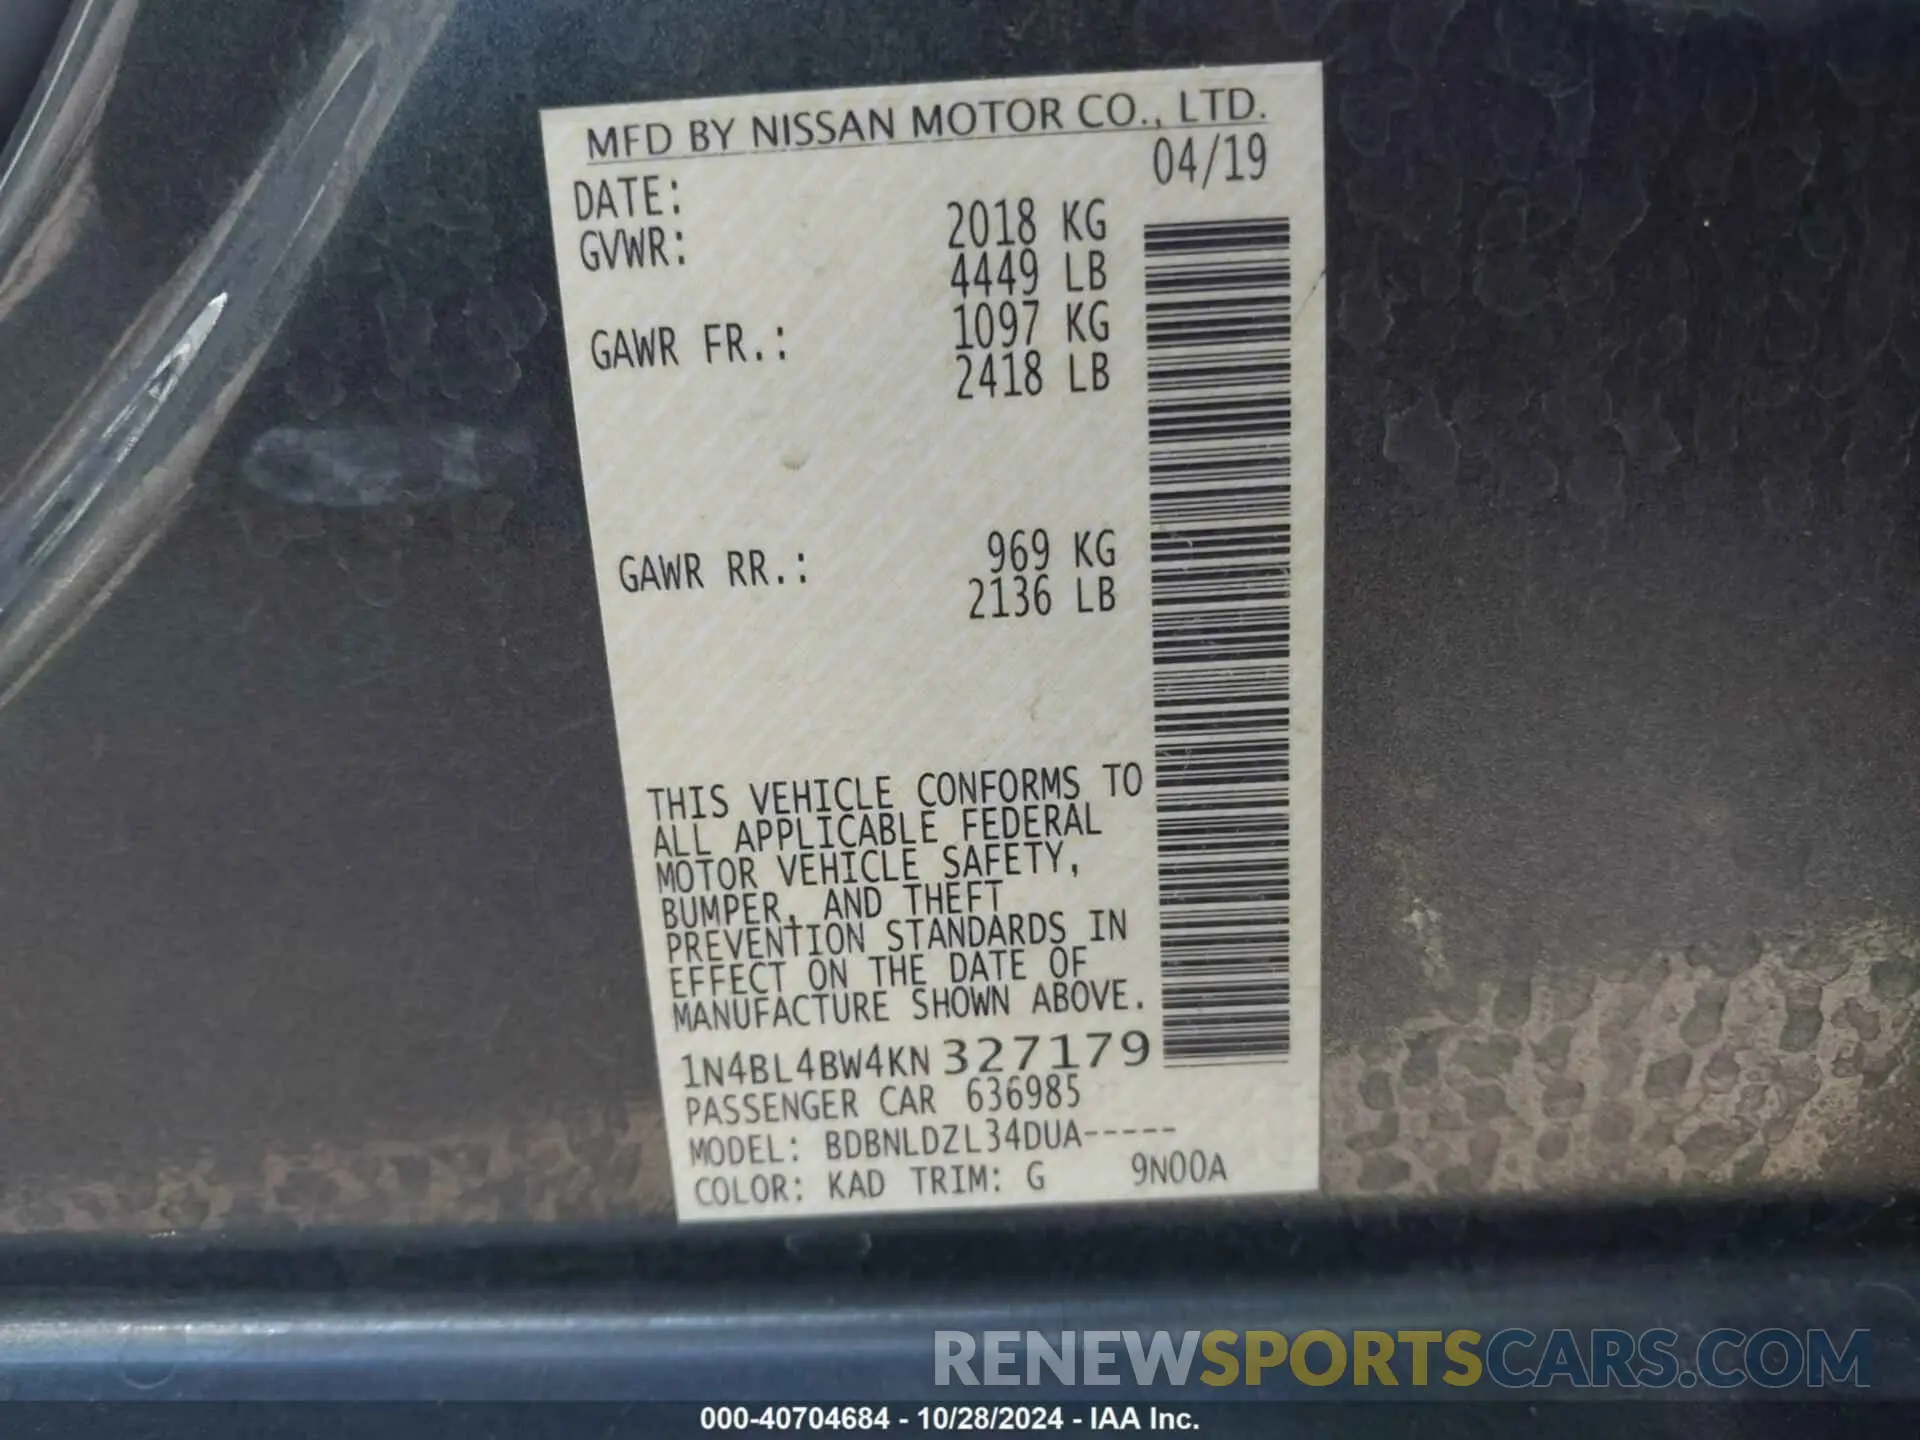 MFD BY NISSAN MOTOR CO., LTD.
DATE: 04/19
GVWR: 2018 KG
4449 LB
GAWR FR.: 1097 KG
2418 LB
GAWR RR.: 969 KG
2136 LB
THIS VEHICLE CONFORMS TO
ALL APPLICABLE FEDERAL
MOTOR VEHICLE SAFETY,
BUMPER, AND THEFT
PREVENTION STANDARDS IN
EFFECT ON THE DATE OF
MANUFACTURE SHOWN ABOVE.
1N4BL4BW4KN327179
PASSENGER CAR 636985
MODEL: BDBNLDZL34DUA-----
COLOR: KAD TRIM: G 9N00A
RENEWSPORTSCARS.COM
000-40704684 - 10/28/2024 - IAA Inc.